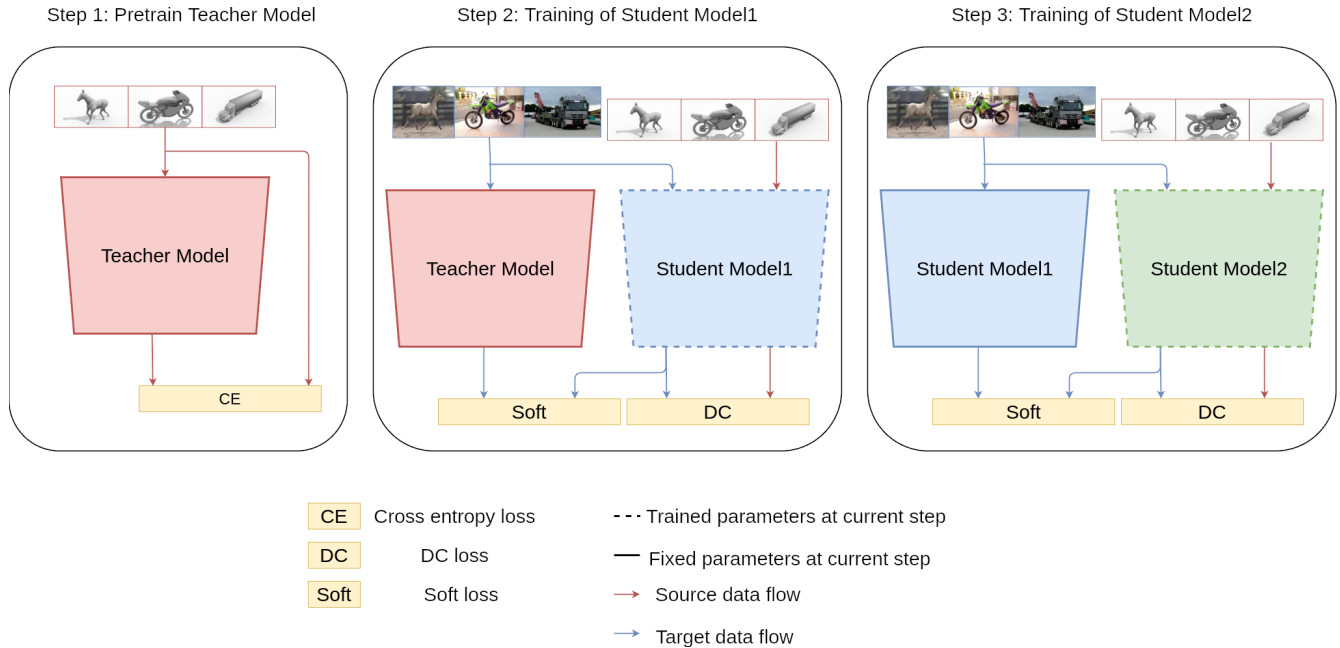 Step 1: Pretrain Teacher Model
Step 2: Training of Student Model1
Step 3: Training of Student Model2
Teacher Model
CE
Teacher Model
Student Model1
Soft
DC
Student Model1
Student Model2
Soft
DC
CE Cross entropy loss
DC DC loss
Soft Soft loss
Trained parameters at current step
Fixed parameters at current step
Source data flow
Target data flow